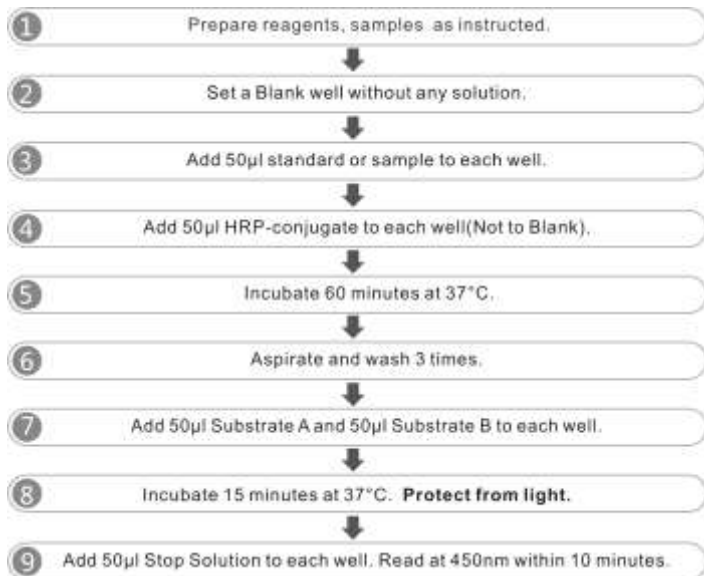 1 Prepare reagents, samples as instructed.
2 Set a Blank well without any solution.
3 Add 50μl standard or sample to each well.
4 Add 50μl HRP-conjugate to each well(Not to Blank).
5 Incubate 60 minutes at 37°C.
6 Aspirate and wash 3 times.
7 Add 50μl Substrate A and 50μl Substrate B to each well.
8 Incubate 15 minutes at 37°C. Protect from light.
9 Add 50μl Stop Solution to each well. Read at 450nm within 10 minutes.